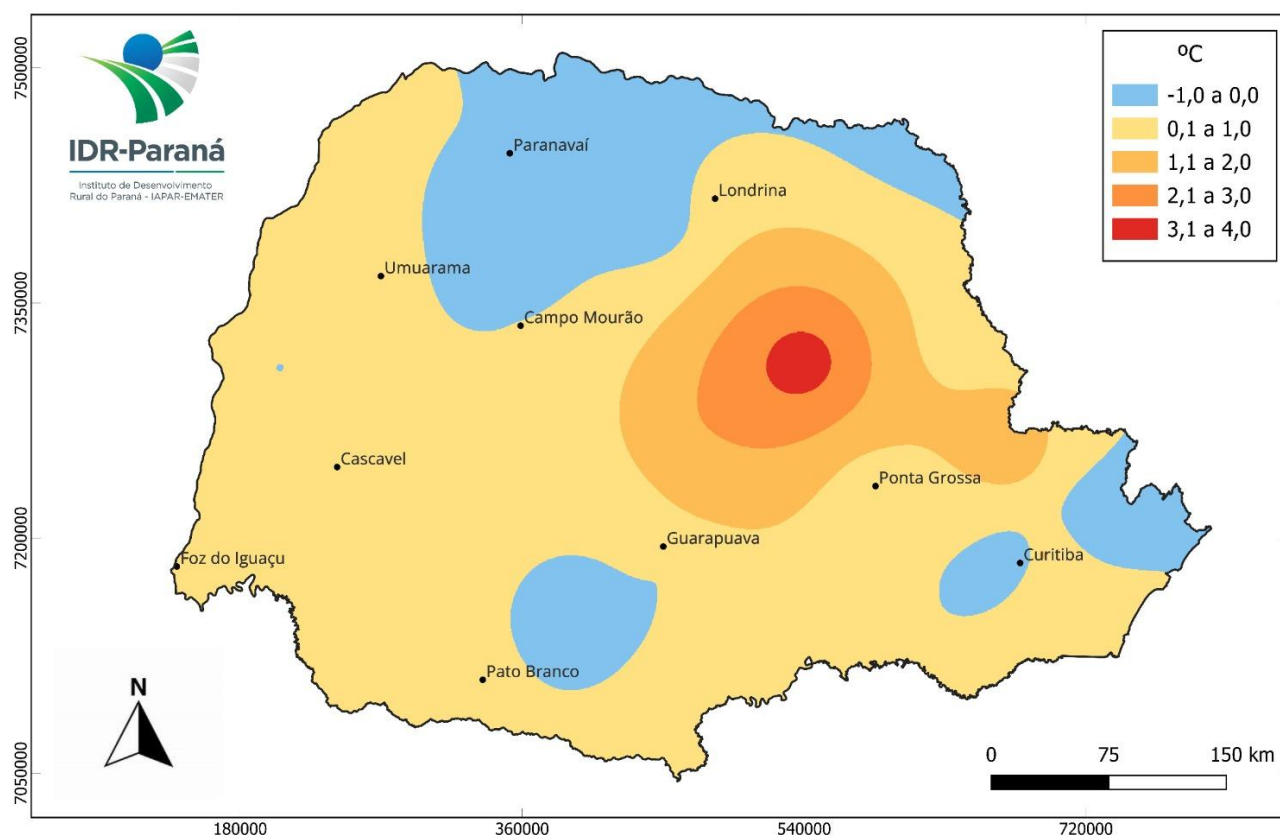 IDR-Paraná
Instituto de Desenvolvimento
Rural do Paraná - IAPAR-EMATER
ºC
-1,0 a 0,0
0,1 a 1,0
1,1 a 2,0
2,1 a 3,0
3,1 a 4,0
Paranavaí
Londrina
Umuarama
Campo Mourão
Cascavel
Ponta Grossa
Guarapuava
Foz do Iguaçu
Curitiba
Pato Branco
N
0 75 150 km
7500000
7350000
7200000
7050000
180000 360000 540000 720000